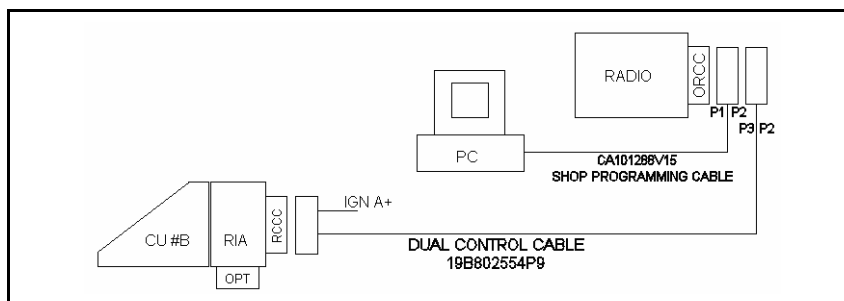 RADIO
ORCC
P1 P2
P3 P2
PC
CA101288V15
SHOP PROGRAMMING CABLE
IGN A+
CU #B
RIA
RCCC
OPT
DUAL CONTROL CABLE
19B802554P9